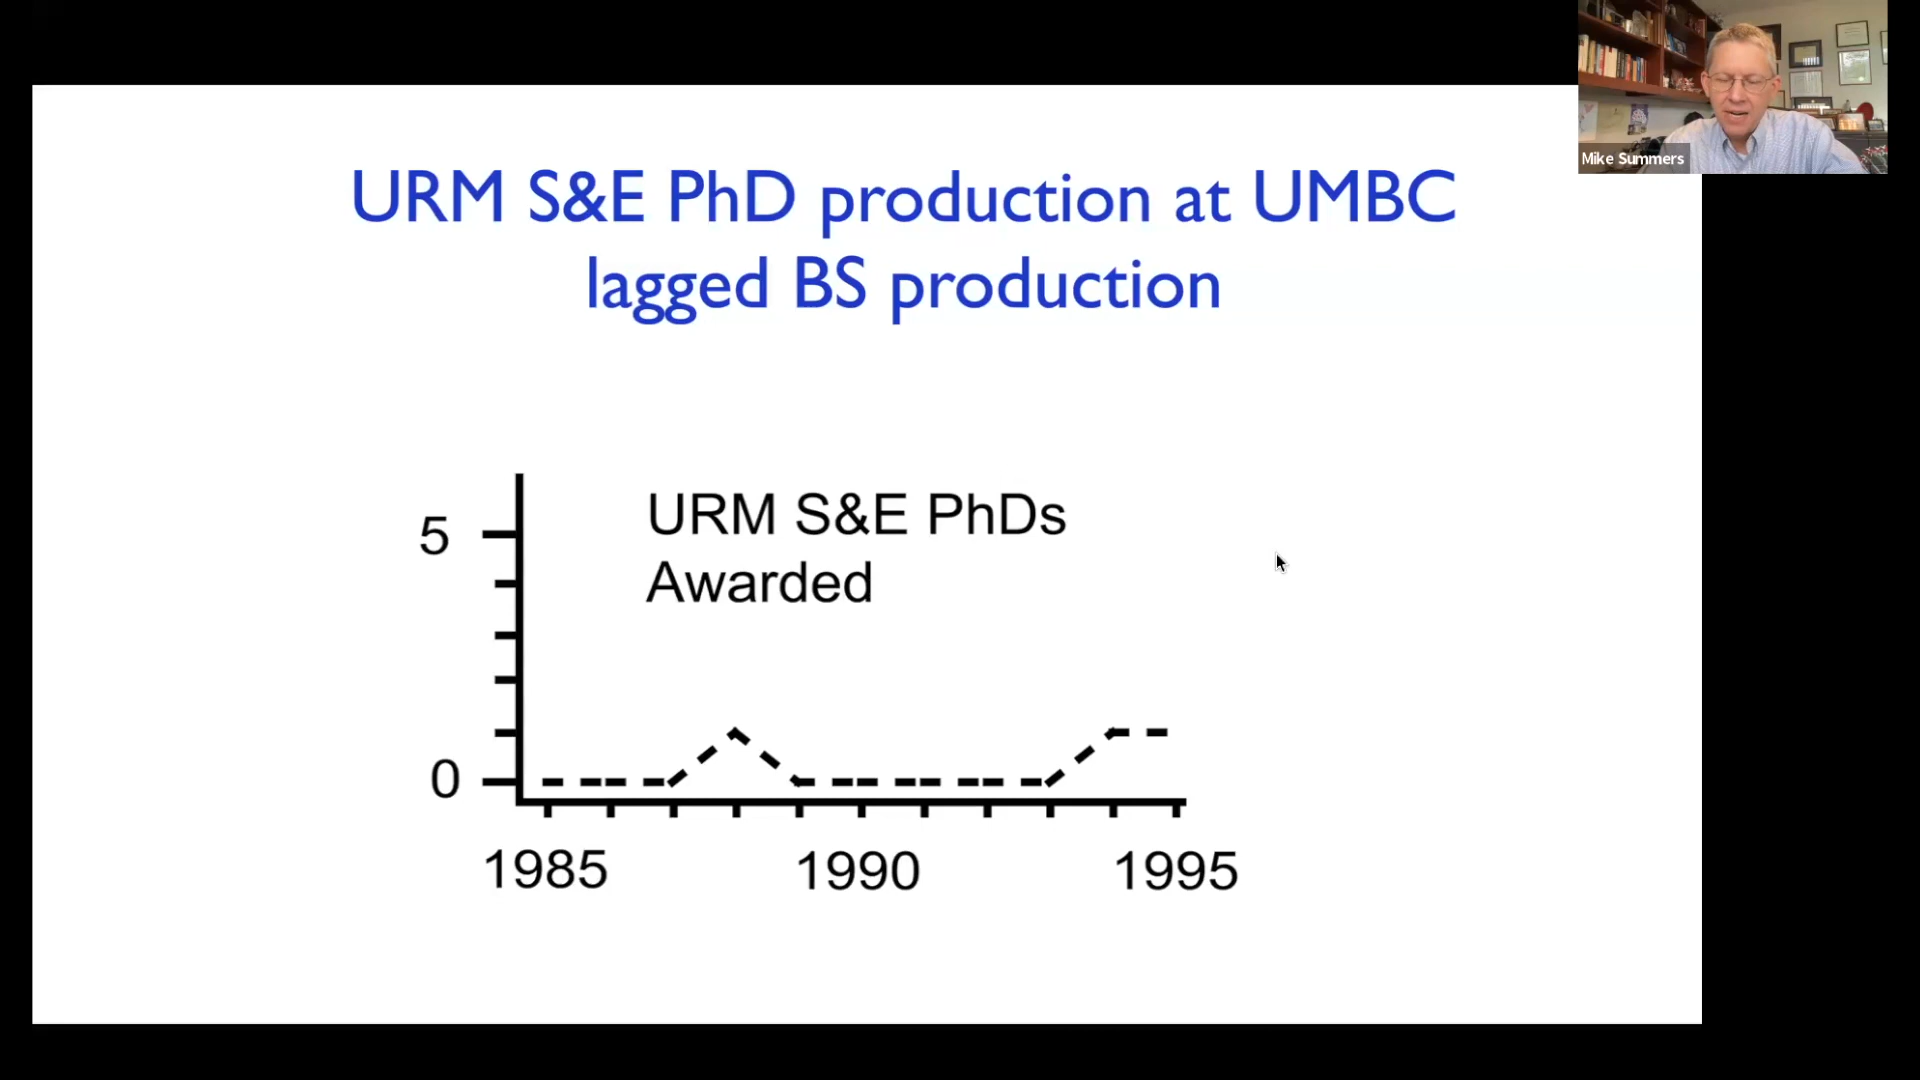 Mike Summers
URM S&E PhD production at UMBC
lagged BS production
URM S&E PhDs
Awarded
5
0
1985 1990 1995